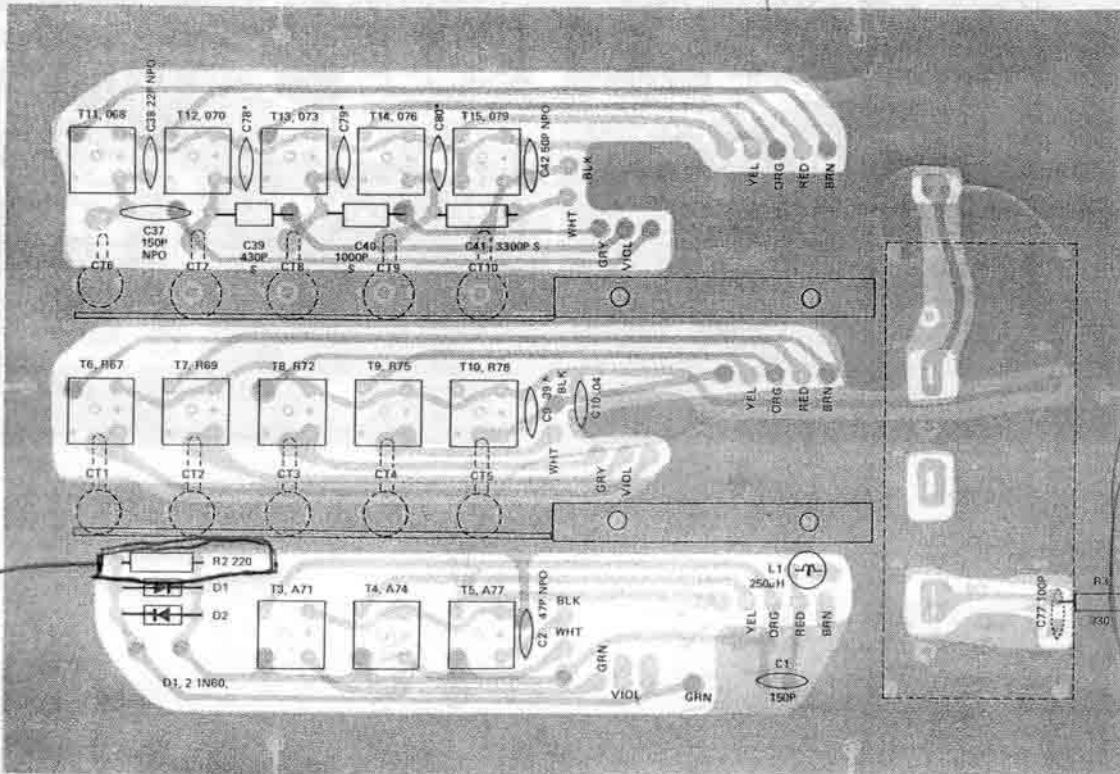 T11, 068
C38 22P NPO
T12, 070
C78*
T13, 073
C79*
T14, 076
C80*
T15, 079
C42 50P NPO
BLK
YEL
ORG
RED
BRN
C37
150P
NPO
C39
430P
S
C40
1000P
S
C41 3300P S
WHT
GRY
VIOL
CT6
CT7
CT8
CT9
CT10
T6, R67
T7, R69
T8, R72
T9, R75
T10, R78
BLK
C10 .04
YEL
ORG
RED
BRN
CT1
CT2
CT3
CT4
CT5
WHT
GRY
VIOL
R2 220
D1
D2
L1
250µH
T3, A71
T4, A74
T5, A77
C2, 47P NPO
BLK
WHT
YEL
ORG
RED
BRN
C77 100P
GRN
C1
150P
D1, 2 1N60,
VIOL
GRN